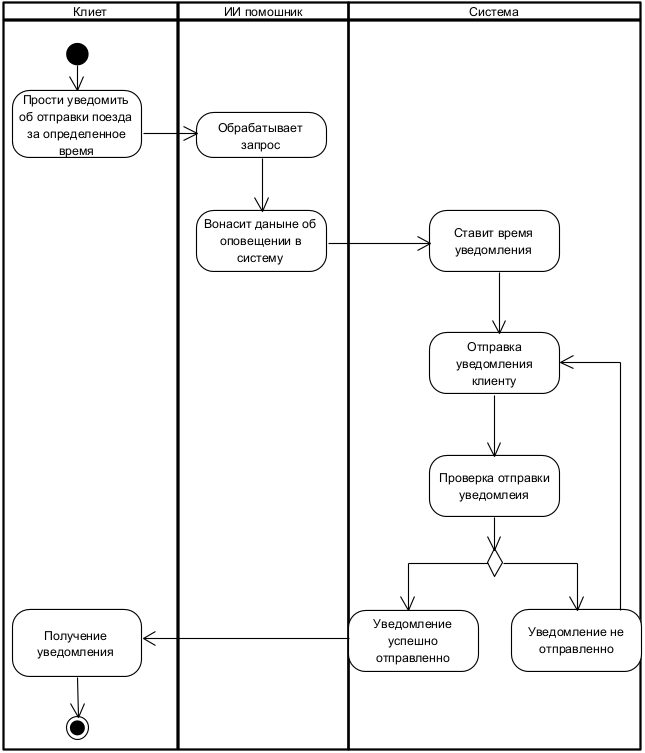 Клиет
ИИ помошник
Система
Прости уведомить
об отправки поезда
за определенное
время
Обрабатывает
запрос
Вонасит даныне об
оповещении в
систему
Ставит время
уведомления
Отправка
уведомления
клиенту
Проверка отправки
уведомлеия
Уведомление
успешно
отправленно
Уведомление не
отправленно
Получение
уведомления